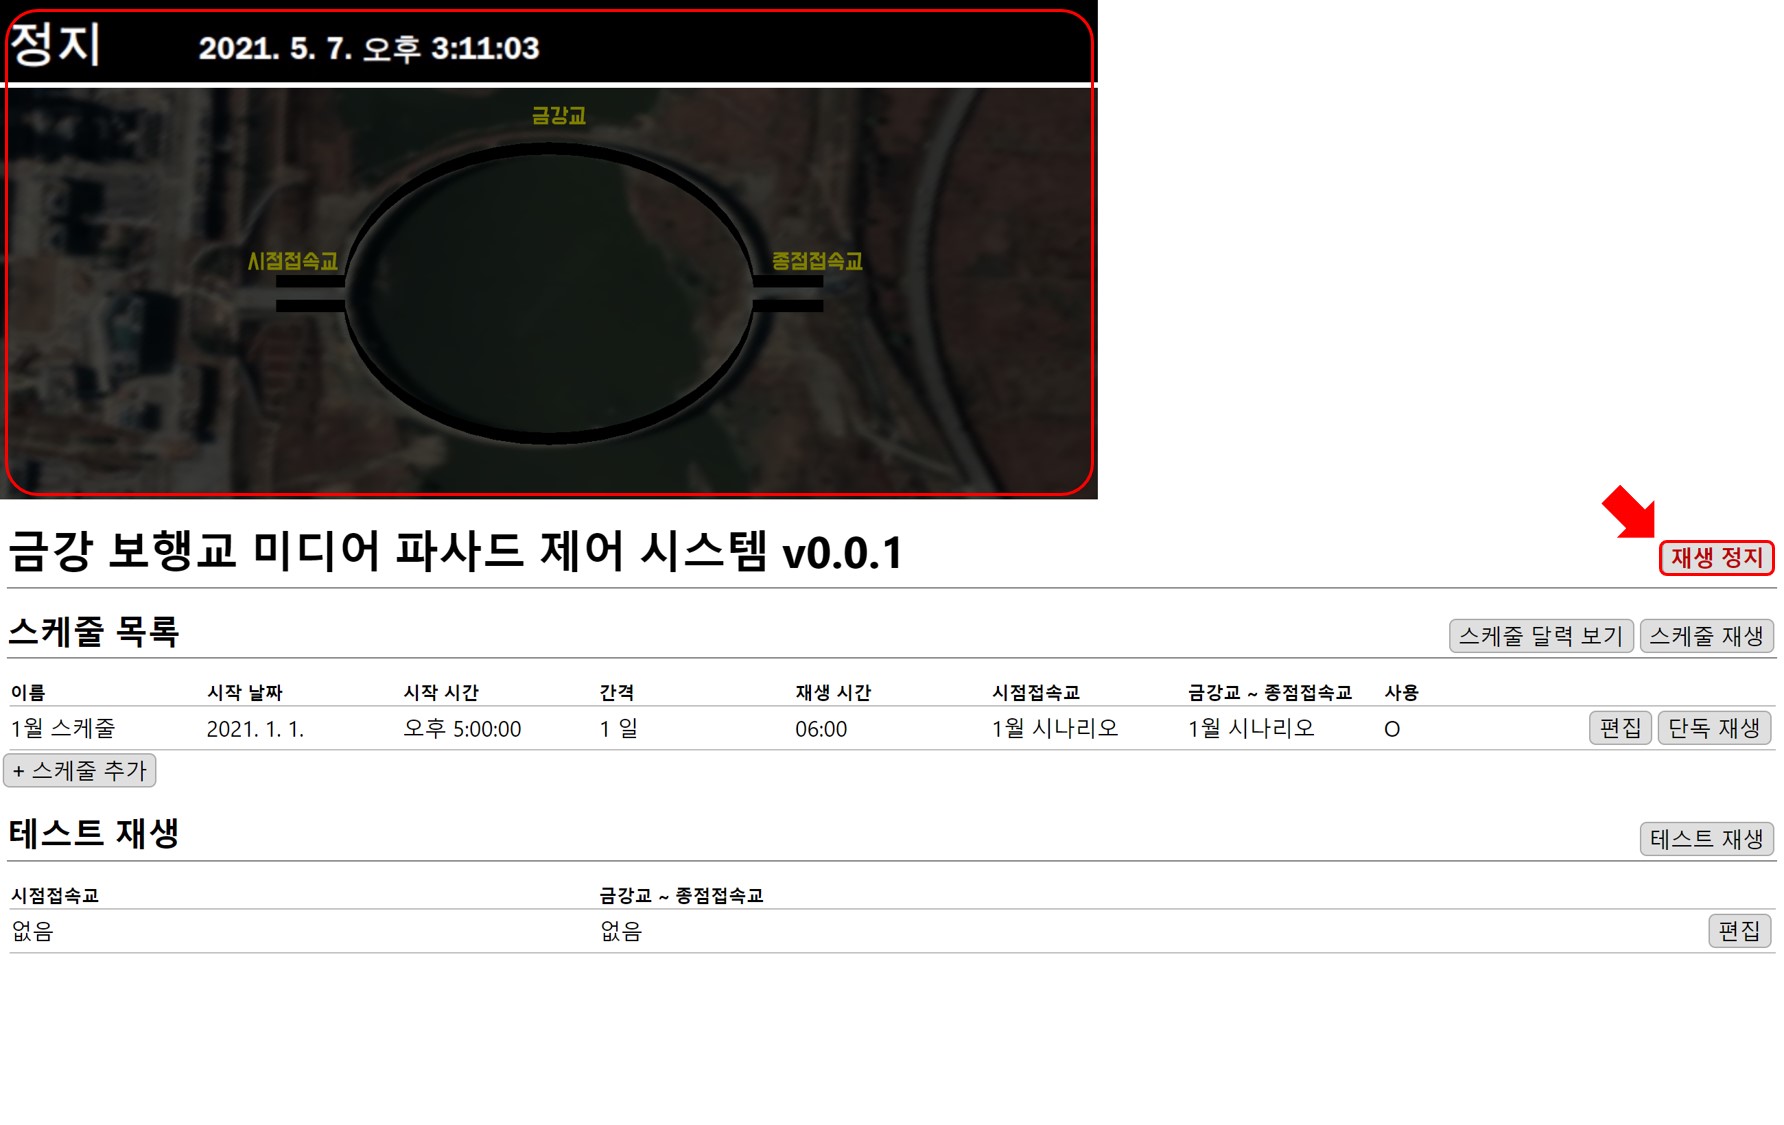 정지 2021. 5. 7. 오후 3:11:03
금강교
시점접속교 종점접속교
금강 보행교 미디어 파사드 제어 시스템 v0.0.1 재생 정지
스케줄 목록 스케줄 달력 보기 스케줄 재생
이름 시작 날짜 시작 시간 간격 재생 시간 시점접속교 금강교 ~ 종점접속교 사용
1월 스케줄 2021. 1. 1. 오후 5:00:00 1 일 06:00 1월 시나리오 1월 시나리오 O 편집 단독 재생
+ 스케줄 추가
테스트 재생 테스트 재생
시점접속교 금강교 ~ 종점접속교
없음 없음 편집